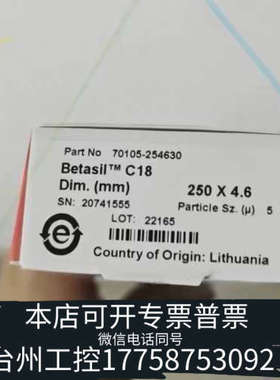 Part No 70105-254630
Betasil™ C18
Dim. (mm) 250 X 4.6
SN: 20741555 Particle Sz. (µ) 5
LOT: 22165
e
Country of Origin: Lithuania
本店可开专票普票
微信电话同号
台州工控17758753092